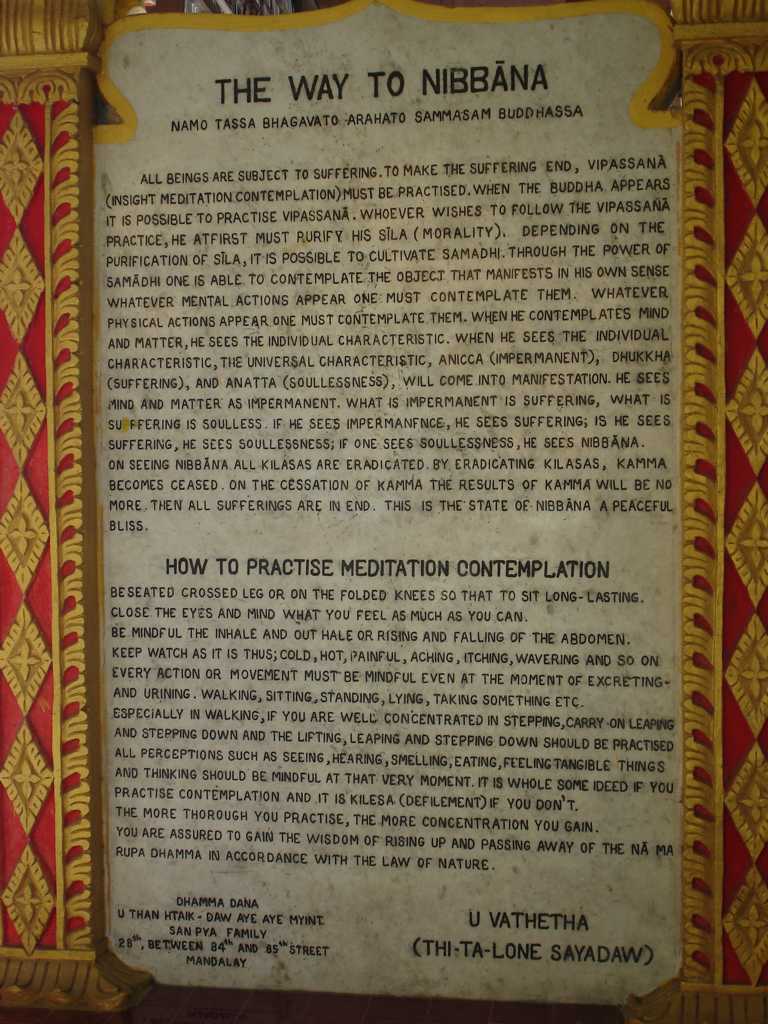 THE WAY TO NIBBĀNA
NAMO TASSA BHAGAVATO ARAHATO SAMMASAM BUDDHASSA
ALL BEINGS ARE SUBJECT TO SUFFERING. TO MAKE THE SUFFERING END, VIPASSANĀ
(INSIGHT MEDITATION CONTEMPLATION) MUST BE PRACTISED. WHEN THE BUDDHA APPEARS
IT IS POSSIBLE TO PRACTISE VIPASSANĀ. WHOEVER WISHES TO FOLLOW THE VIPASSANĀ
PRACTICE, HE ATFIRST MUST PURIFY HIS SĪLA (MORALITY). DEPENDING ON THE
PURIFICATION OF SĪLA, IT IS POSSIBLE TO CULTIVATE SAMADHI. THROUGH THE POWER OF
SAMĀDHI ONE IS ABLE TO CONTEMPLATE THE OBJECT THAT MANIFESTS IN HIS OWN SENSE
WHATEVER MENTAL ACTIONS APPEAR ONE MUST CONTEMPLATE THEM. WHATEVER
PHYSICAL ACTIONS APPEAR ONE MUST CONTEMPLATE THEM. WHEN HE CONTEMPLATES MIND
AND MATTER, HE SEES THE INDIVIDUAL CHARACTERISTIC. WHEN HE SEES THE INDIVIDUAL
CHARACTERISTIC, THE UNIVERSAL CHARACTERISTIC, ANICCA (IMPERMANENT), DHUKKHA
(SUFFERING), AND ANATTA (SOULLESSNESS), WILL COME INTO MANIFESTATION. HE SEES
MIND AND MATTER AS IMPERMANENT. WHAT IS IMPERMANENT IS SUFFERING, WHAT IS
SUFFERING IS SOULLESS. IF HE SEES IMPERMANFNCE, HE SEES SUFFERING; IS HE SEES
SUFFERING, HE SEES SOULLESSNESS; IF ONE SEES SOULLESSNESS, HE SEES NIBBĀNA.
ON SEEING NIBBĀNA ALL KILASAS ARE ERADICATED. BY ERADICATING KILASAS, KAMMA
BECOMES CEASED. ON THE CESSATION OF KAMMA THE RESULTS OF KAMMA WILL BE NO
MORE. THEN ALL SUFFERINGS ARE IN END. THIS IS THE STATE OF NIBBĀNA A PEACEFUL
BLISS.
HOW TO PRACTISE MEDITATION CONTEMPLATION
BESEATED CROSSED LEG OR ON THE FOLDED KNEES SO THAT TO SIT LONG-LASTING.
CLOSE THE EYES AND MIND WHAT YOU FEEL AS MUCH AS YOU CAN.
BE MINDFUL THE INHALE AND OUT HALE OR RISING AND FALLING OF THE ABDOMEN.
KEEP WATCH AS IT IS THUS; COLD, HOT, PAINFUL, ACHING, ITCHING, WAVERING AND SO ON
EVERY ACTION OR MOVEMENT MUST BE MINDFUL EVEN AT THE MOMENT OF EXCRETING-
AND URINING. WALKING, SITTING, STANDING, LYING, TAKING SOMETHING ETC.
ESPECIALLY IN WALKING, IF YOU ARE WELL CONCENTRATED IN STEPPING, CARRY ON LEAPING
AND STEPPING DOWN AND THE LIFTING, LEAPING AND STEPPING DOWN SHOULD BE PRACTISED
ALL PERCEPTIONS SUCH AS SEEING, HEARING, SMELLING, EATING, FEELING TANGIBLE THINGS
AND THINKING SHOULD BE MINDFUL AT THAT VERY MOMENT. IT IS WHOLE SOME IDEED IF YOU
PRACTISE CONTEMPLATION AND IT IS KILESA (DEFILEMENT) IF YOU DON'T.
THE MORE THOROUGH YOU PRACTISE, THE MORE CONCENTRATION YOU GAIN.
YOU ARE ASSURED TO GAIN THE WISDOM OF RISING UP AND PASSING AWAY OF THE NĀ MA
RUPA DHAMMA IN ACCORDANCE WITH THE LAW OF NATURE.
DHAMMA DANA
U THAN HTAIK - DAW AYE AYE MYINT
SAN PYA FAMILY
28th, BETWEEN 84th AND 85th STREET
MANDALAY
U VATHETHA
(THI-TA-LONE SAYADAW)